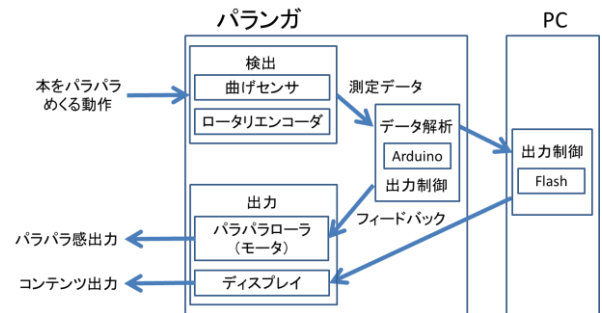 パランガ
PC
検出
曲げセンサ
ロータリエンコーダ
本をパラパラ
めくる動作
測定データ
データ解析
Arduino
出力制御
出力制御
Flash
フィードバック
出力
パラパラローラ
(モータ)
ディスプレイ
パラパラ感出力
コンテンツ出力